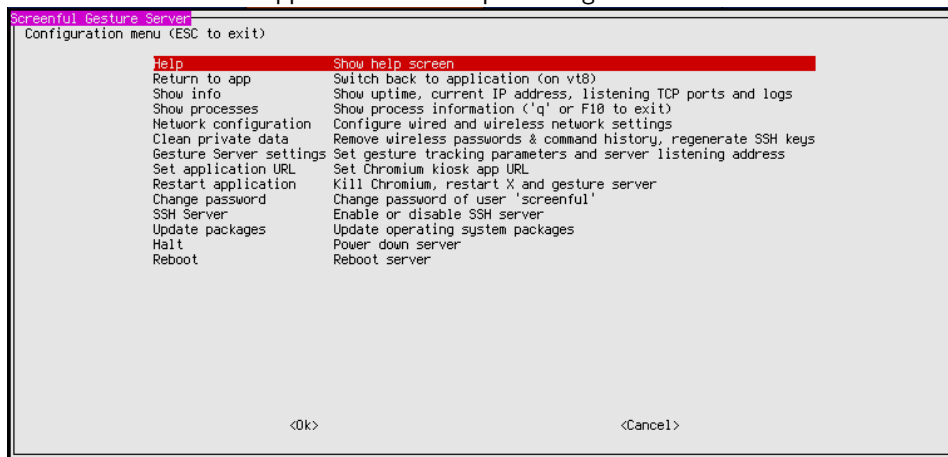 Screenful Gesture Server
Configuration menu (ESC to exit)
Help Show help screen
Return to app Switch back to application (on vt8)
Show info Show uptime, current IP address, listening TCP ports and logs
Show processes Show process information ('q' or F10 to exit)
Network configuration Configure wired and wireless network settings
Clean private data Remove wireless passwords & command history, regenerate SSH keys
Gesture Server settings Set gesture tracking parameters and server listening address
Set application URL Set Chromium kiosk app URL
Restart application Kill Chromium, restart X and gesture server
Change password Change password of user 'screenful'
SSH Server Enable or disable SSH server
Update packages Update operating system packages
Halt Power down server
Reboot Reboot server
<Ok> <Cancel>